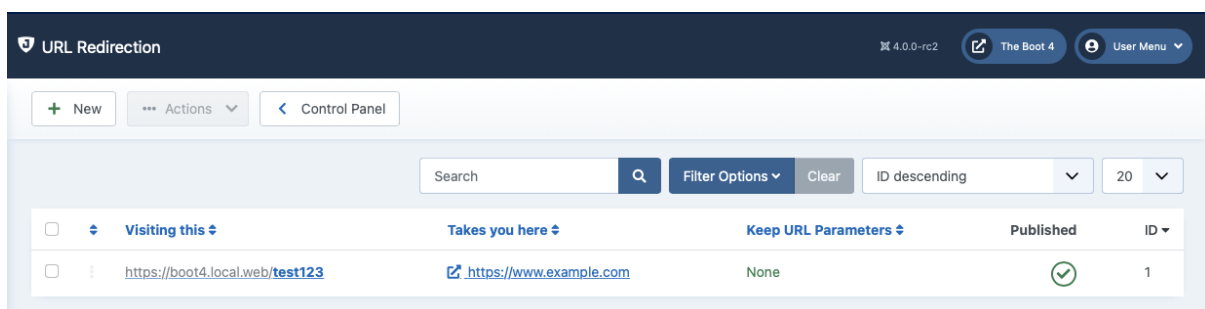 URL Redirection 4.0.0-rc2 The Boot 4 User Menu
+ New ••• Actions Control Panel
Search Filter Options Clear ID descending 20
Visiting this Takes you here Keep URL Parameters Published ID
https://boot4.local.web/test123 https://www.example.com None 1